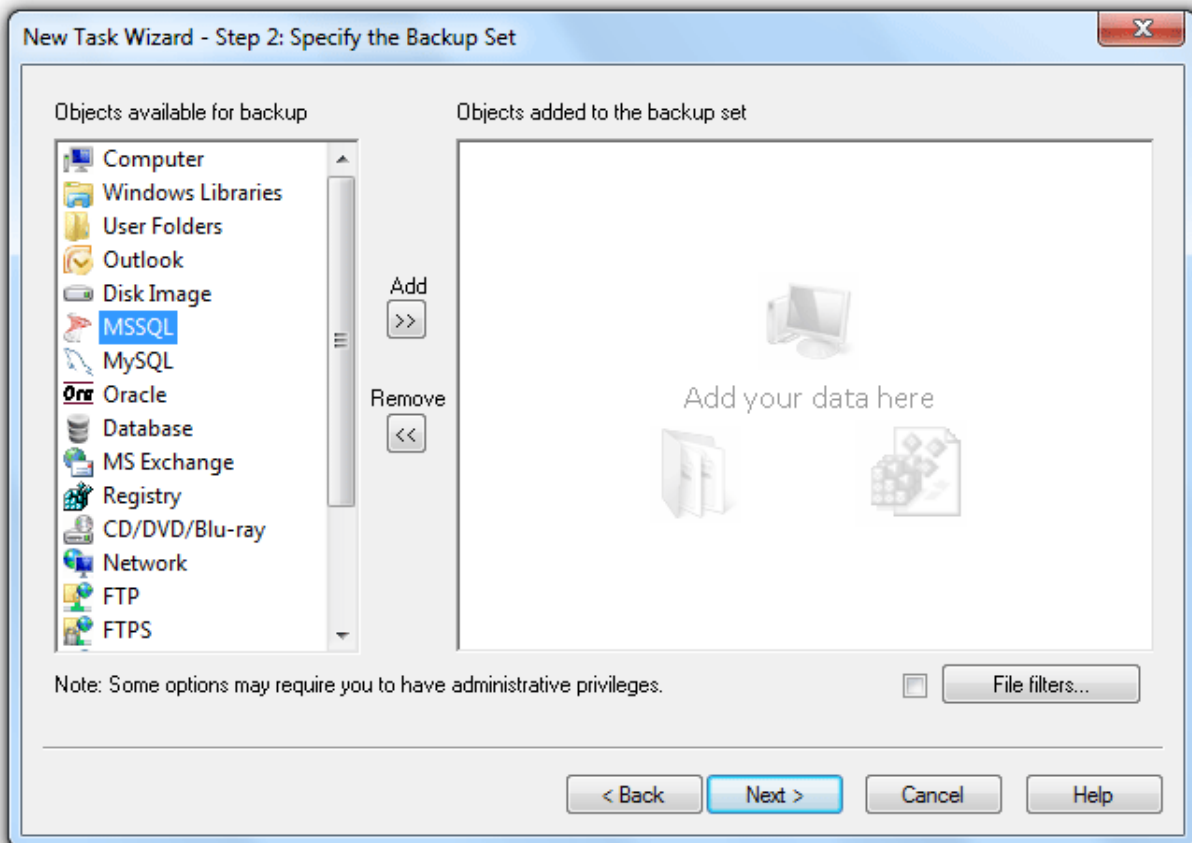 New Task Wizard - Step 2: Specify the Backup Set
Objects available for backup
Objects added to the backup set
Computer
Windows Libraries
User Folders
Outlook
Disk Image
MSSQL
MySQL
Ora Oracle
Database
MS Exchange
Registry
CD/DVD/Blu-ray
Network
FTP
FTPS
Add
>>
Remove
<<
Add your data here
Note: Some options may require you to have administrative privileges.
File filters...
< Back
Next >
Cancel
Help